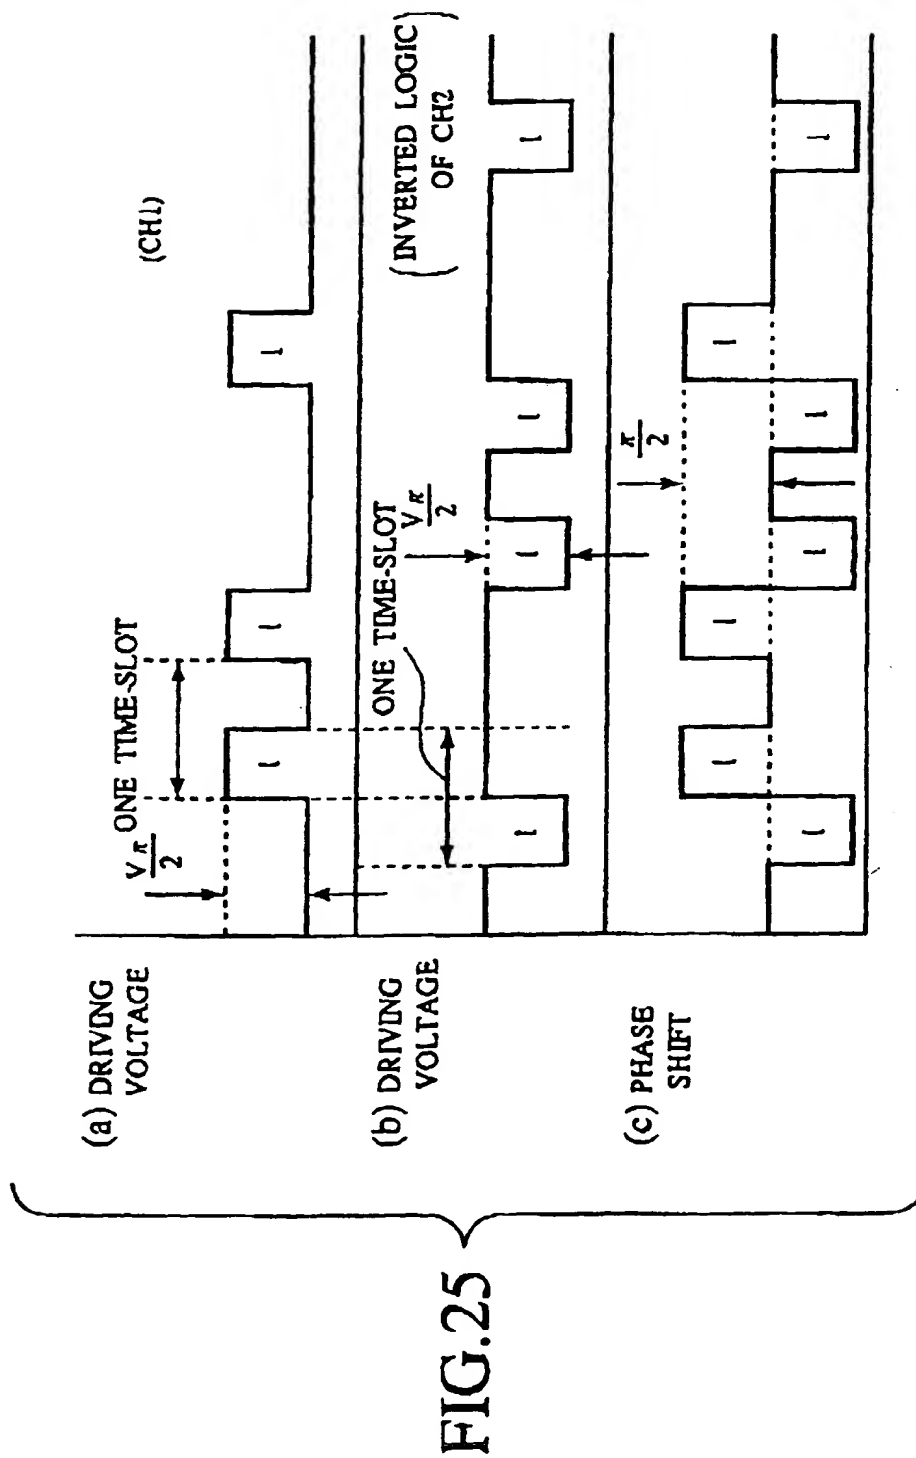 FIG.25
(a) DRIVING
VOLTAGE
Vπ
2
ONE TIME-SLOT
(CH1)
1
1
1
(b) DRIVING
VOLTAGE
ONE TIME-SLOT
Vπ
2
(INVERTED LOGIC
OF CH2)
1
1
1
1
(c) PHASE
SHIFT
π
2
1
1
1
1
1
1
1